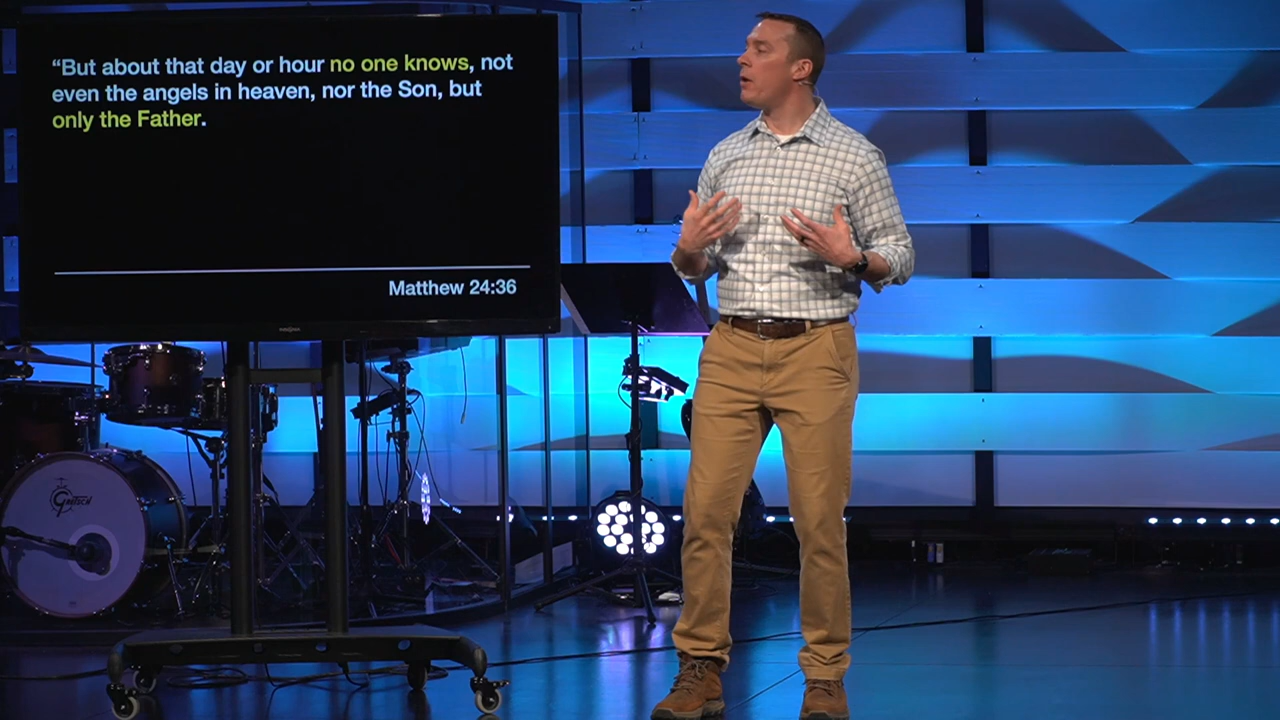 “But about that day or hour no one knows, not
even the angels in heaven, nor the Son, but
only the Father.
Matthew 24:36
INSIGNIA
Gretsch